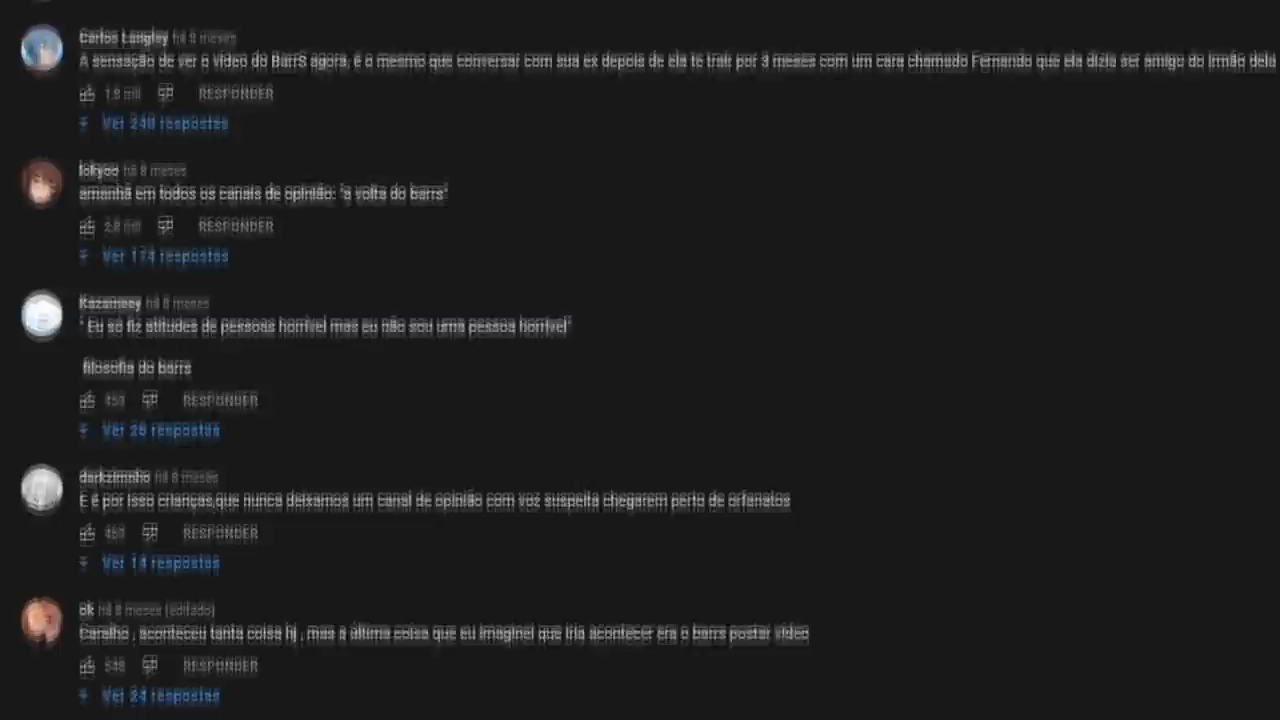 Carlos Langley há 8 meses
A sensação de ver o vídeo do BarrS agora, é o mesmo que conversar com sua ex depois de ela te trair por 3 meses com um cara chamado Fernando que ela dizia ser amigo do irmão dela
RESPONDER
Ver 240 respostas
há 8 meses
amanhã em todos os canais de opinião: "a volta do barrs"
RESPONDER
Ver 174 respostas
há 8 meses
" Eu só fiz atitudes de pessoas horrível mas eu não sou uma pessoa horrível"
filosofia do barrs
RESPONDER
Ver respostas
darkzinnho há 8 meses
E é por isso crianças,que nunca deixamos um canal de opinião com voz suspeita chegarem perto de orfanatos
RESPONDER
Ver 14 respostas
ok há 8 meses (editado)
Caralho , aconteceu tanta coisa hj , mas a última coisa que eu imaginei que iria acontecer era o barrs postar vídeo
RESPONDER
Ver 24 respostas